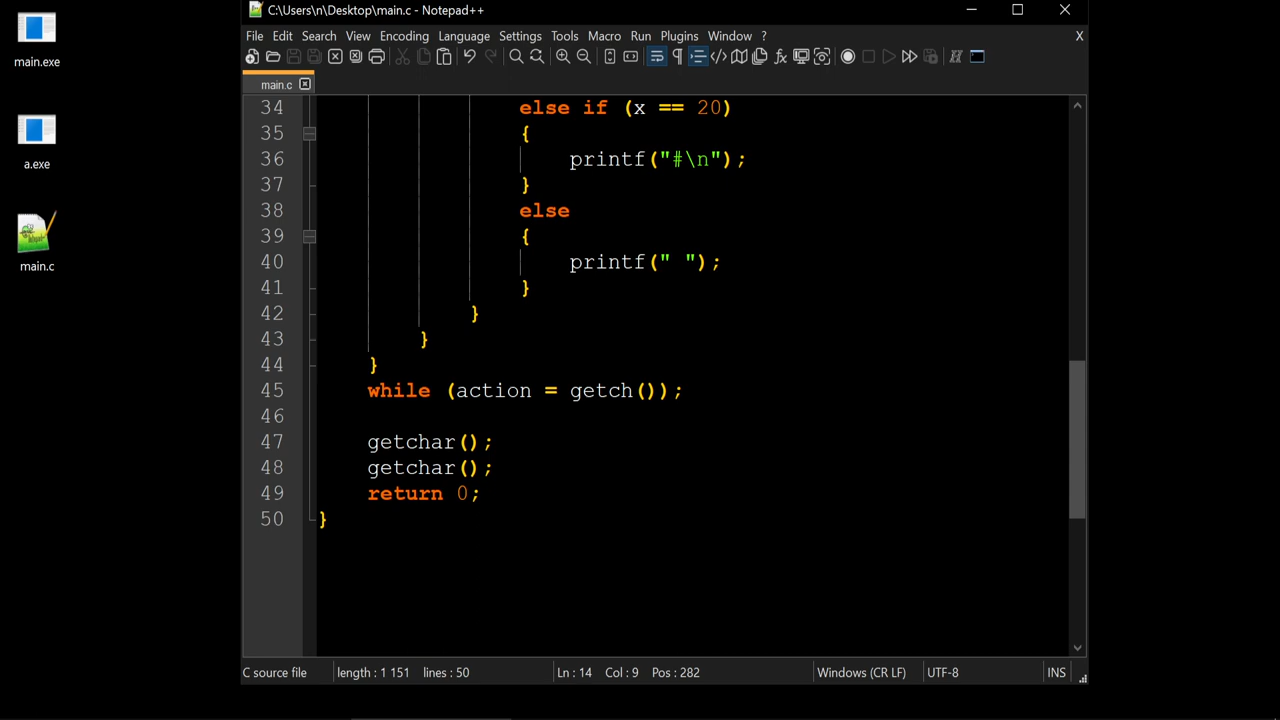 C:\Users\n\Desktop\main.c - Notepad++
File Edit Search View Encoding Language Settings Tools Macro Run Plugins Window ? X
main.c
34 else if (x == 20)
35 {
36 printf("#\n");
37 }
38 else
39 {
40 printf(" ");
41 }
42 }
43 }
44 }
45 while (action = getch());
46
47 getchar();
48 getchar();
49 return 0;
50 }
C source file length : 1 151 lines : 50 Ln : 14 Col : 9 Pos : 282 Windows (CR LF) UTF-8 INS
main.exe
a.exe
main.c